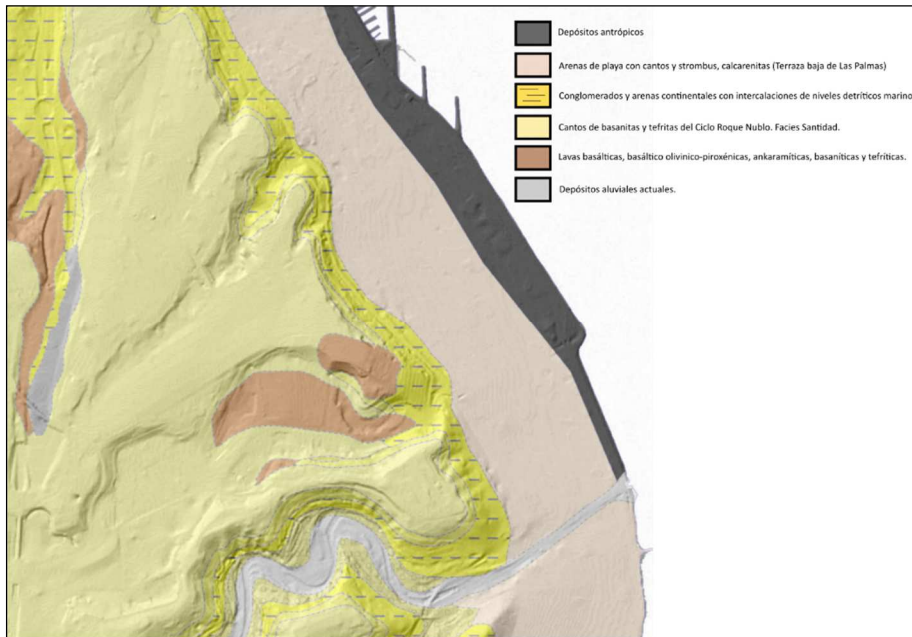 Depósitos antrópicos
Arenas de playa con cantos y strombus, calcarenitas (Terraza baja de Las Palmas)
Conglomerados y arenas continentales con intercalaciones de niveles detríticos marino
Cantos de basanitas y tefritas del Ciclo Roque Nublo. Facies Santidad.
Lavas basálticas, basáltico olivinico-piroxénicas, ankaramíticas, basaníticas y tefríticas.
Depósitos aluviales actuales.